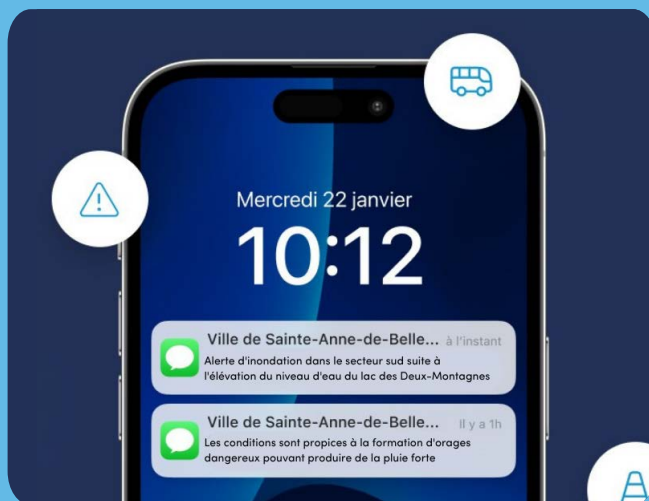 Mercredi 22 janvier
10:12
Ville de Sainte-Anne-de-Belle... à l'instant
Alerte d'inondation dans le secteur sud suite à
l'élévation du niveau d'eau du lac des Deux-Montagnes
Ville de Sainte-Anne-de-Belle... Il y a 1h
Les conditions sont propices à la formation d'orages
dangereux pouvant produire de la pluie forte